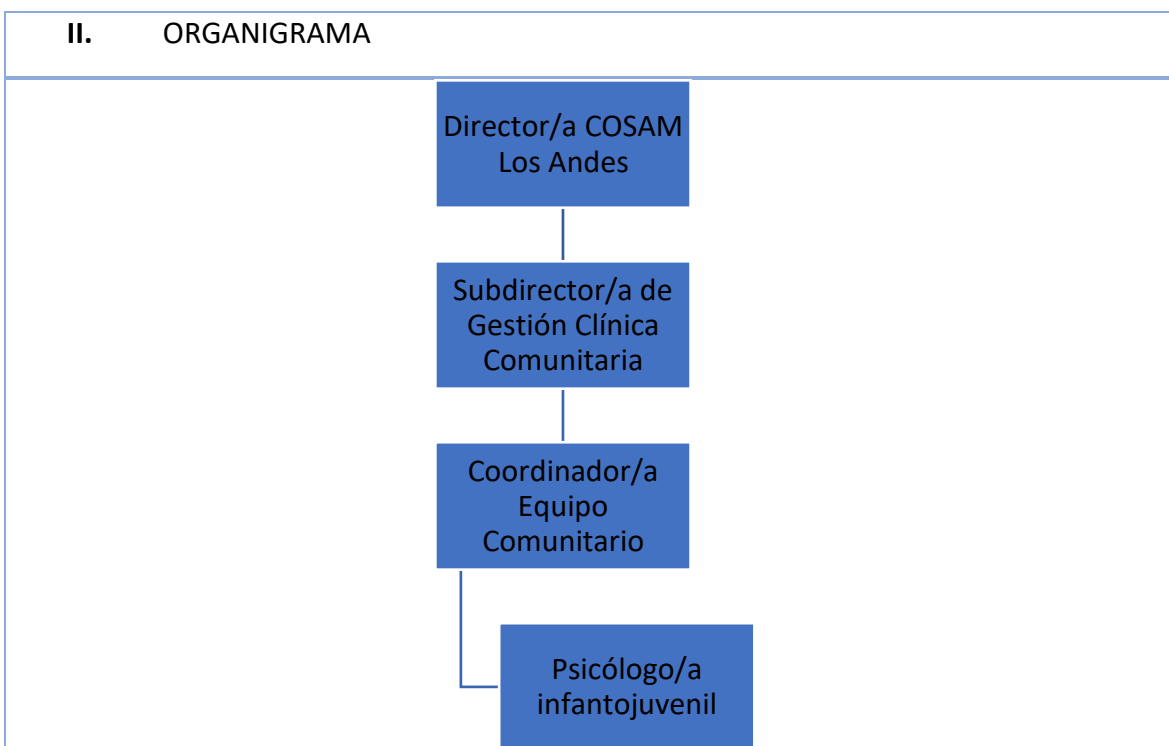 II. ORGANIGRAMA
Director/a COSAM
Los Andes
Subdirector/a de
Gestión Clínica
Comunitaria
Coordinador/a
Equipo
Comunitario
Psicólogo/a
infantojuvenil